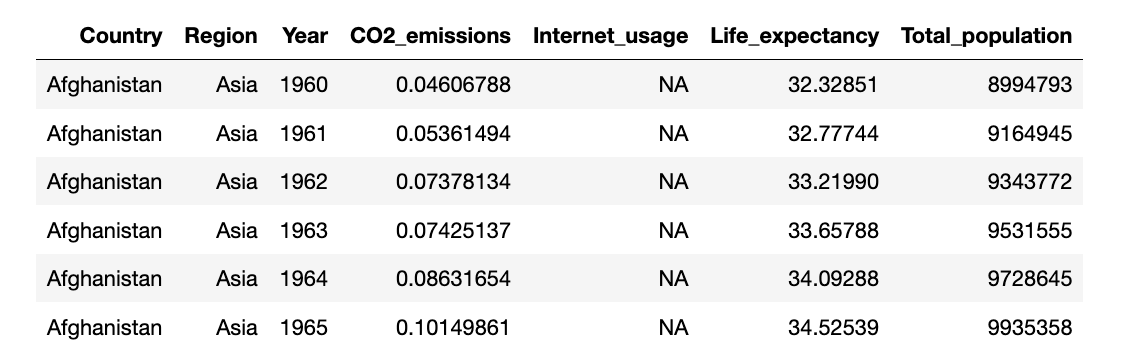 Country Region Year CO2_emissions Internet_usage Life_expectancy Total_population
Afghanistan Asia 1960 0.04606788 NA 32.32851 8994793
Afghanistan Asia 1961 0.05361494 NA 32.77744 9164945
Afghanistan Asia 1962 0.07378134 NA 33.21990 9343772
Afghanistan Asia 1963 0.07425137 NA 33.65788 9531555
Afghanistan Asia 1964 0.08631654 NA 34.09288 9728645
Afghanistan Asia 1965 0.10149861 NA 34.52539 9935358